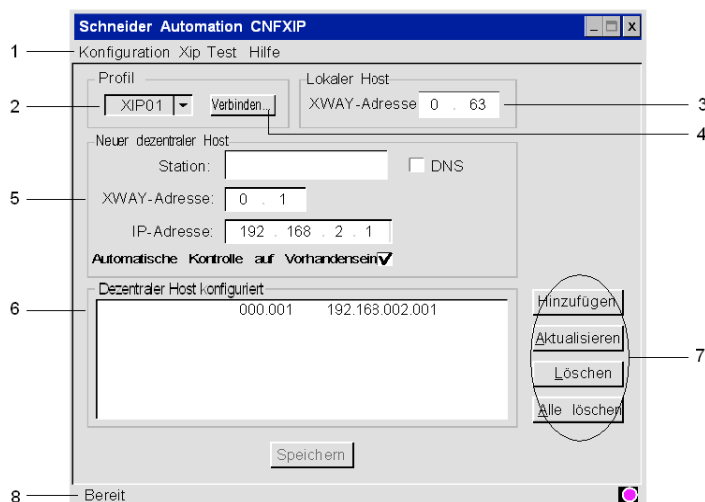 Schneider Automation CNFXIP
1
Konfiguration Xip Test Hilfe
Profil
Lokaler Host
2
XIP01
Verbinden...
XWAY-Adresse 0 . 63
3
4
Neuer dezentraler Host
Station:
DNS
5
XWAY-Adresse: 0 . 1
IP-Adresse: 192 . 168 . 2 . 1
Automatische Kontrolle auf Vorhandensein
6
Dezentraler Host konfiguriert
000.001 192.168.002.001
Hinzufügen
Aktualisieren
7
Löschen
Alle löschen
Speichern
8
Bereit